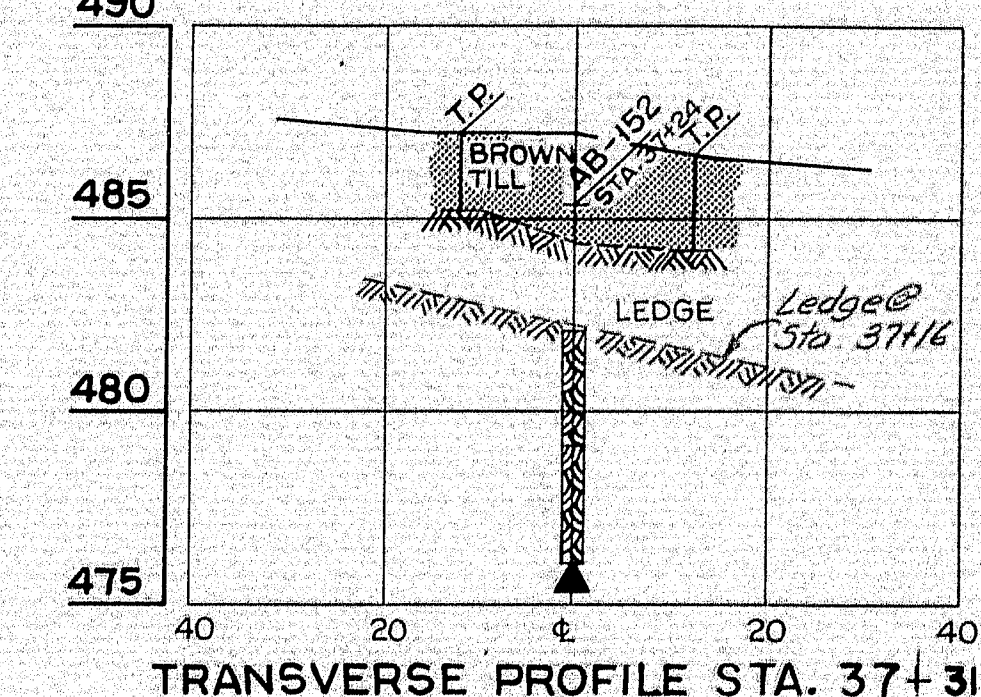 490
T.P.
AB-152
STA. 37+24
T.P.
BROWN
TILL
485
LEDGE
Ledge@
Sta. 37+16
480
475
40 20 ℄ 20 40
TRANSVERSE PROFILE STA. 37+31